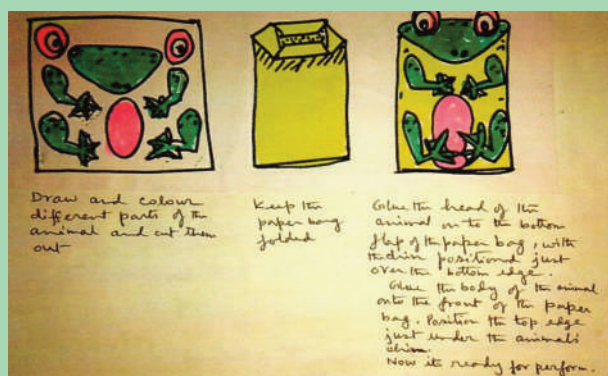 Draw and colour
different parts of the
animal and cut them
out
Keep the
paper bag
folded
Glue the head of the
animal on to the bottom
flap of the paper bag, with
the chin positioned just
over the bottom edge.
Glue the body of the animal
onto the front of the paper
bag. Position the top edge
just under the animals
chin.
Now its ready for perform.